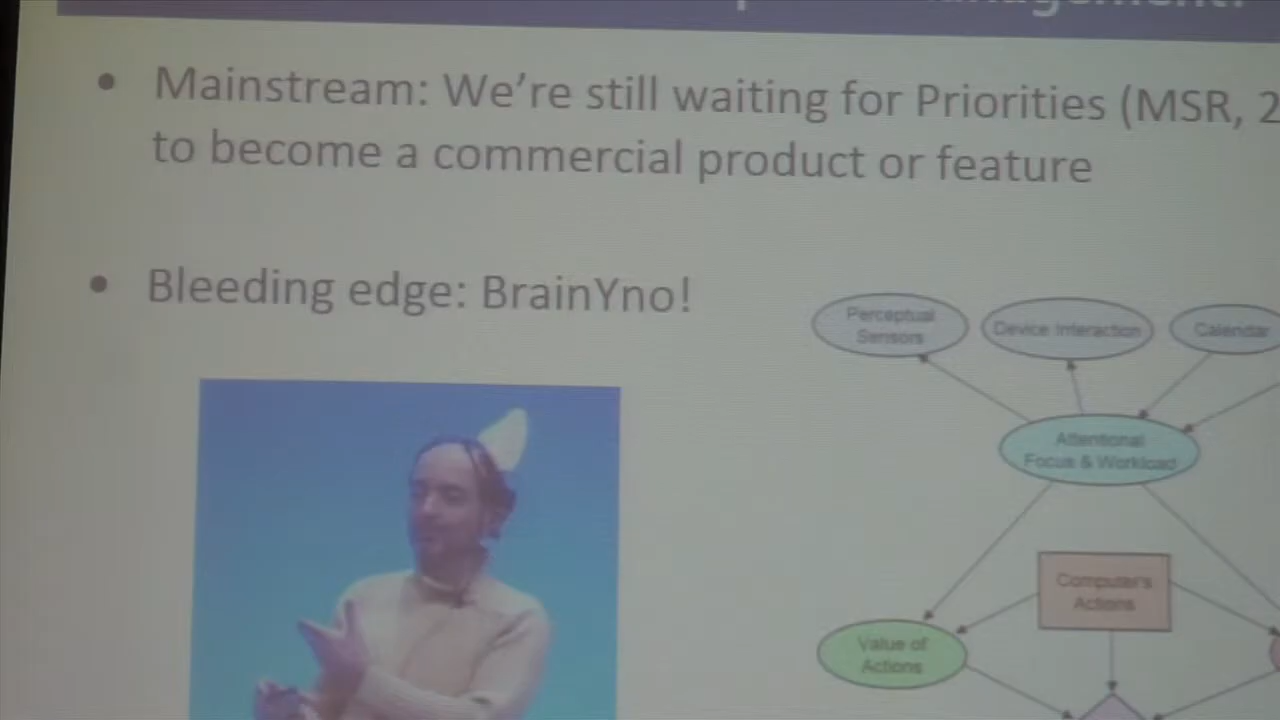 • Mainstream: We're still waiting for Priorities (MSR, 2
to become a commercial product or feature
• Bleeding edge: BrainYno!
Perceptual
Sensors
Device Interaction
Calendar
Attentional
Focus & Workload
Computer's
Actions
Value of
Actions